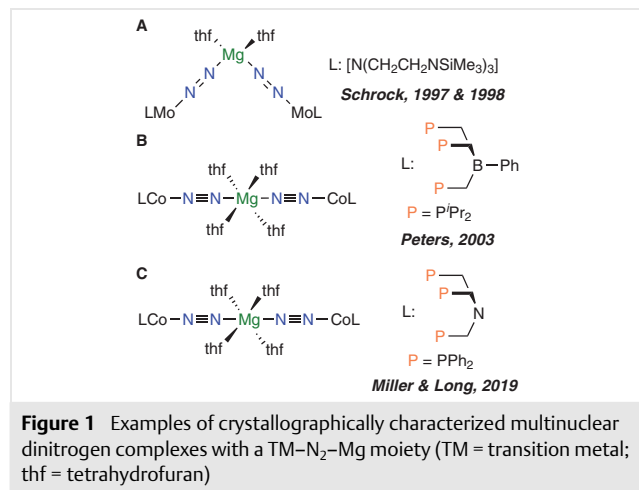 A
thf thf
Mg
N N
N N
LMo MoL
L: [N(CH₂CH₂NSiMe₃)₃]
Schrock, 1997 & 1998
B
thf thf
LCo—N≡N—Mg—N≡N—CoL
thf thf
P
P
L: B—Ph
P
P = PⁱPr₂
Peters, 2003
C
thf thf
LCo—N≡N—Mg—N≡N—CoL
thf thf
P
P
L: N
P
P = PPh₂
Miller & Long, 2019
Figure 1 Examples of crystallographically characterized multinuclear
dinitrogen complexes with a TM–N₂–Mg moiety (TM = transition metal;
thf = tetrahydrofuran)